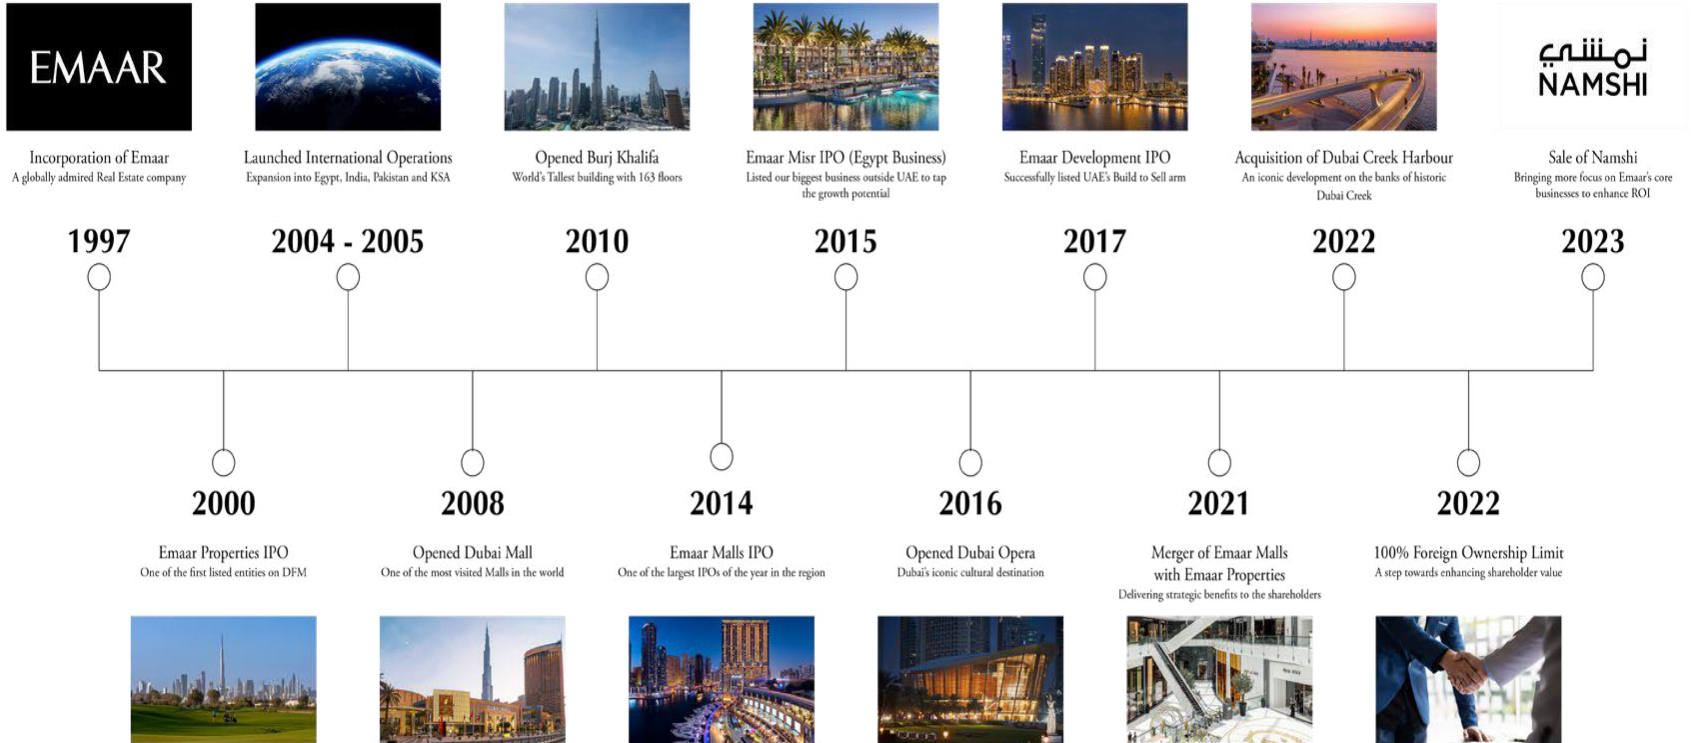 EMAAR
نمشي
NAMSHI
Incorporation of Emaar
A globally admired Real Estate company
1997
Launched International Operations
Expansion into Egypt, India, Pakistan and KSA
2004 - 2005
Opened Burj Khalifa
World's Tallest building with 163 floors
2010
Emaar Misr IPO (Egypt Business)
Listed our biggest business outside UAE to tap
the growth potential
2015
Emaar Development IPO
Successfully listed UAE's Build to Sell arm
2017
Acquisition of Dubai Creek Harbour
An iconic development on the banks of historic
Dubai Creek
2022
Sale of Namshi
Bringing more focus on Emaar's core
businesses to enhance ROI
2023
2000
Emaar Properties IPO
One of the first listed entities on DFM
2008
Opened Dubai Mall
One of the most visited Malls in the world
2014
Emaar Malls IPO
One of the largest IPOs of the year in the region
2016
Opened Dubai Opera
Dubai's iconic cultural destination
2021
Merger of Emaar Malls
with Emaar Properties
Delivering strategic benefits to the shareholders
2022
100% Foreign Ownership Limit
A step towards enhancing shareholder value